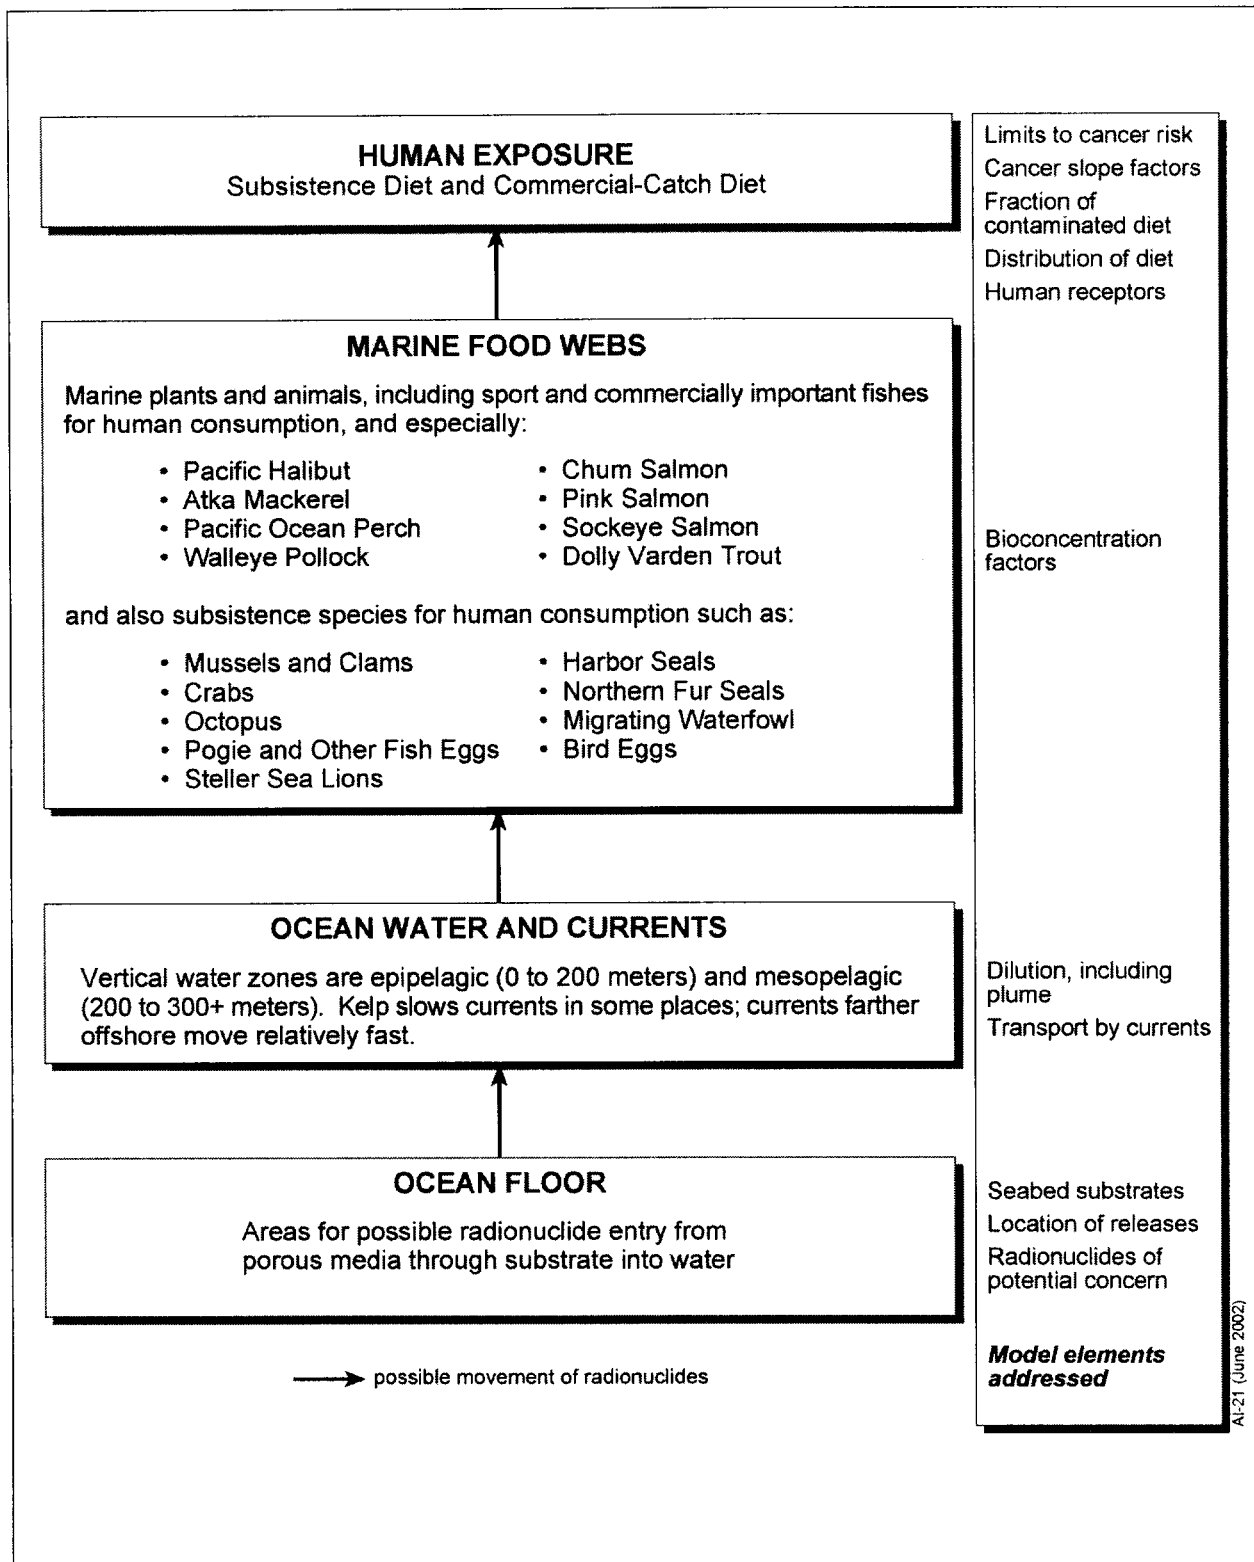 HUMAN EXPOSURE
Subsistence Diet and Commercial-Catch Diet
MARINE FOOD WEBS
Marine plants and animals, including sport and commercially important fishes
for human consumption, and especially:
• Pacific Halibut
• Atka Mackerel
• Pacific Ocean Perch
• Walleye Pollock
• Chum Salmon
• Pink Salmon
• Sockeye Salmon
• Dolly Varden Trout
and also subsistence species for human consumption such as:
• Mussels and Clams
• Crabs
• Octopus
• Pogie and Other Fish Eggs
• Steller Sea Lions
• Harbor Seals
• Northern Fur Seals
• Migrating Waterfowl
• Bird Eggs
OCEAN WATER AND CURRENTS
Vertical water zones are epipelagic (0 to 200 meters) and mesopelagic
(200 to 300+ meters). Kelp slows currents in some places; currents farther
offshore move relatively fast.
OCEAN FLOOR
Areas for possible radionuclide entry from
porous media through substrate into water
possible movement of radionuclides
Limits to cancer risk
Cancer slope factors
Fraction of
contaminated diet
Distribution of diet
Human receptors
Bioconcentration
factors
Dilution, including
plume
Transport by currents
Seabed substrates
Location of releases
Radionuclides of
potential concern
Model elements
addressed
AI-21 (June 2002)